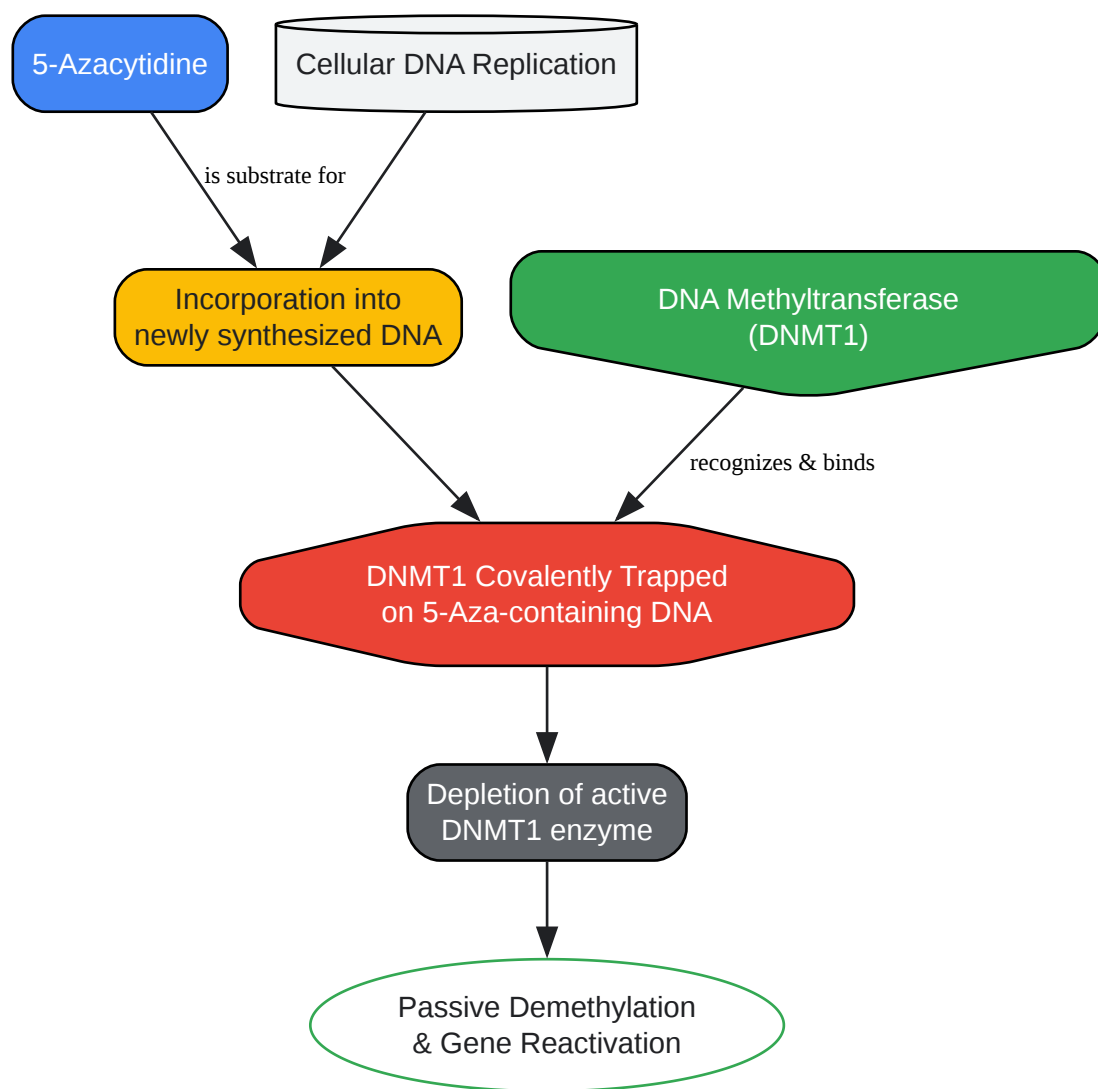 5-Azacytidine
Cellular DNA Replication
is substrate for
Incorporation into
newly synthesized DNA
DNA Methyltransferase
(DNMT1)
recognizes & binds
DNMT1 Covalently Trapped
on 5-Aza-containing DNA
Depletion of active
DNMT1 enzyme
Passive Demethylation
& Gene Reactivation